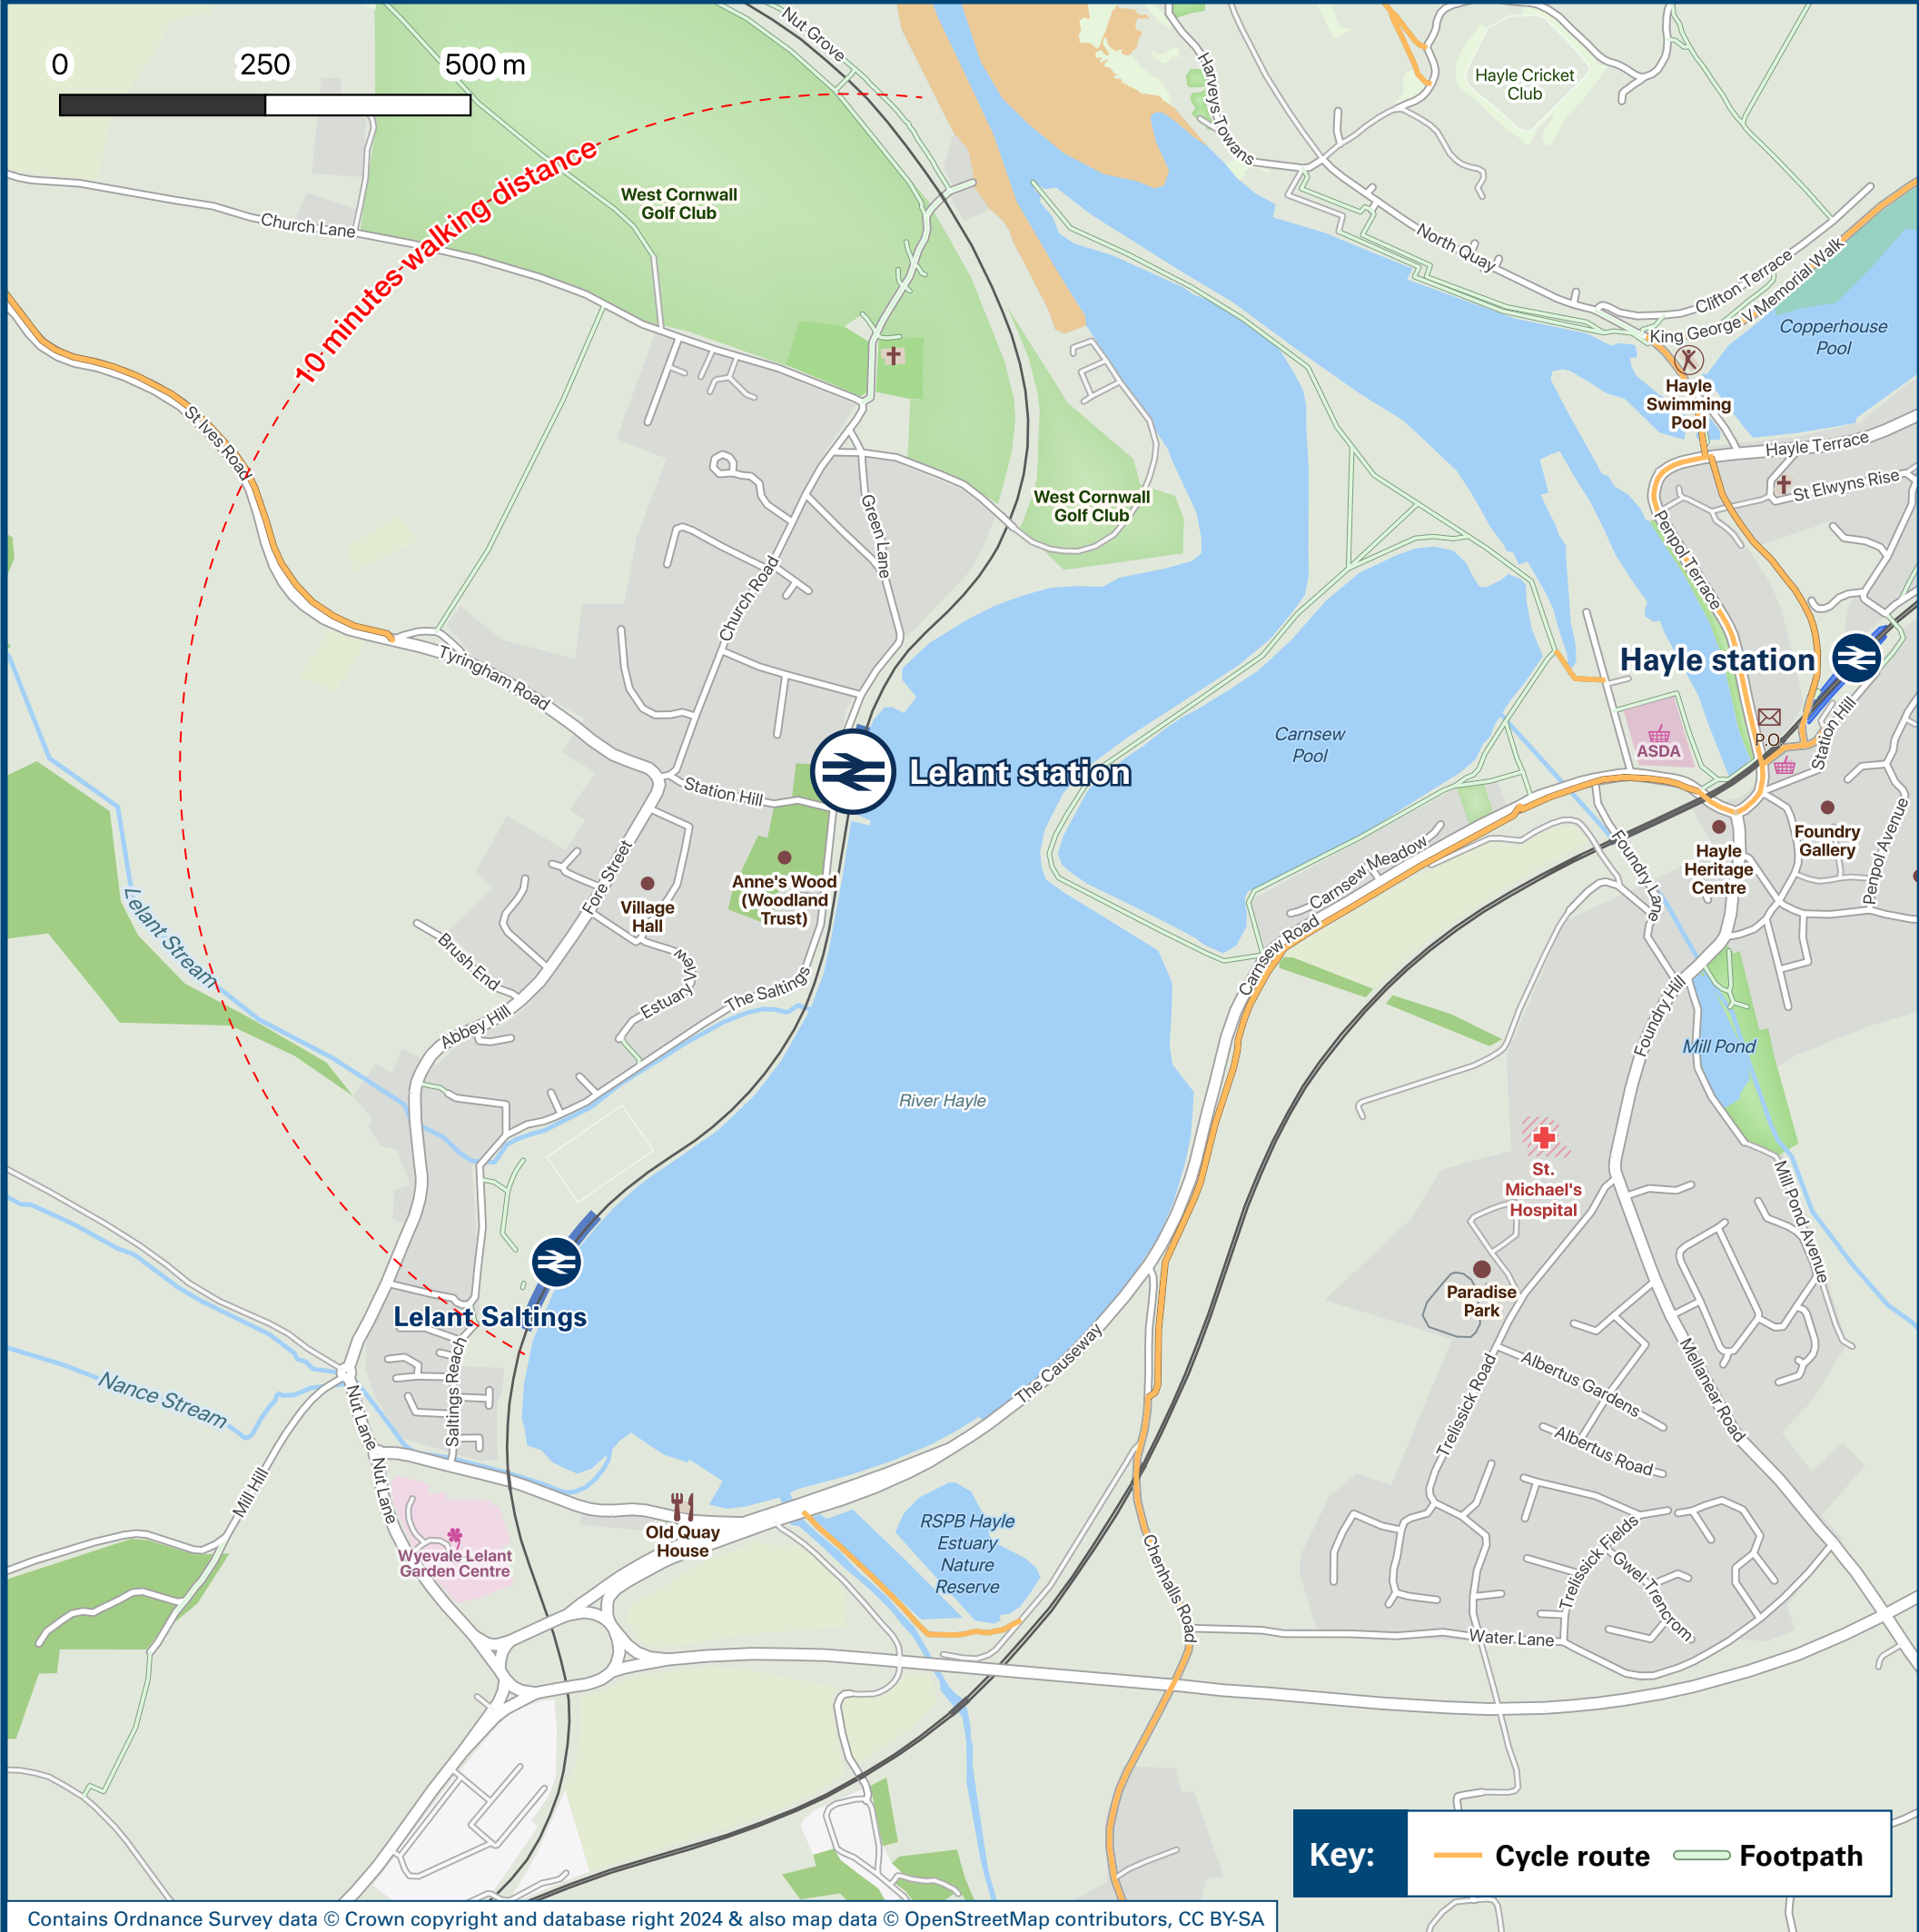 0 250 500 m
Nut Grove
Harveys Towans
Hayle Cricket
Club
10 minutes walking distance
West Cornwall
Golf Club
Church Lane
North Quay
Clifton Terrace
King George V Memorial Walk
Copperhouse
Pool
Hayle
Swimming
Pool
St Ives Road
Hayle Terrace
St Elwyns Rise
West Cornwall
Golf Club
Green Lane
Penpol Terrace
Church Road
Tyringham Road
Hayle station
Carnsew
Pool
P.O.
ASDA
Station Hill
Lelant station
Station Hill
Foundry
Gallery
Hayle
Heritage
Centre
Penpol Avenue
Foundry Lane
Carnsew Meadow
Fore Street
Village
Hall
Anne's Wood
(Woodland
Trust)
Lelant Stream
Brush End
Estuary View
The Saltings
Abbey Hill
Carnsew Road
Foundry Hill
Mill Pond
River Hayle
St.
Michael's
Hospital
Mill Pond Avenue
Paradise
Park
Lelant Saltings
Saltings Reach
The Causeway
Nance Stream
Nut Lane
Nut Lane
Mill Hill
Trelissick Road
Albertus Gardens
Albertus Road
Mellanear Road
Old Quay
House
Wyevale Lelant
Garden Centre
RSPB Hayle
Estuary
Nature
Reserve
Chenhalls Road
Trelissick Fields
Gwel Trencrom
Water Lane
Key: Cycle route Footpath
Contains Ordnance Survey data © Crown copyright and database right 2024 & also map data © OpenStreetMap contributors, CC BY-SA